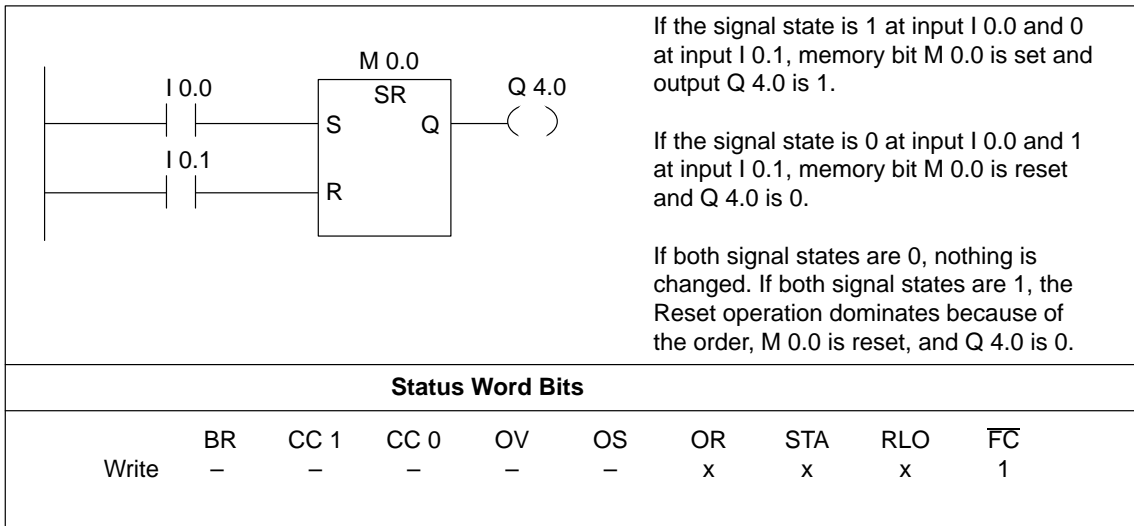 M 0.0
I 0.0
SR
Q 4.0
S
Q
I 0.1
R
If the signal state is 1 at input I 0.0 and 0
at input I 0.1, memory bit M 0.0 is set and
output Q 4.0 is 1.
If the signal state is 0 at input I 0.0 and 1
at input I 0.1, memory bit M 0.0 is reset
and Q 4.0 is 0.
If both signal states are 0, nothing is
changed. If both signal states are 1, the
Reset operation dominates because of
the order, M 0.0 is reset, and Q 4.0 is 0.
Status Word Bits
BR CC 1 CC 0 OV OS OR STA RLO F̅C̅
Write – – – – – x x x 1